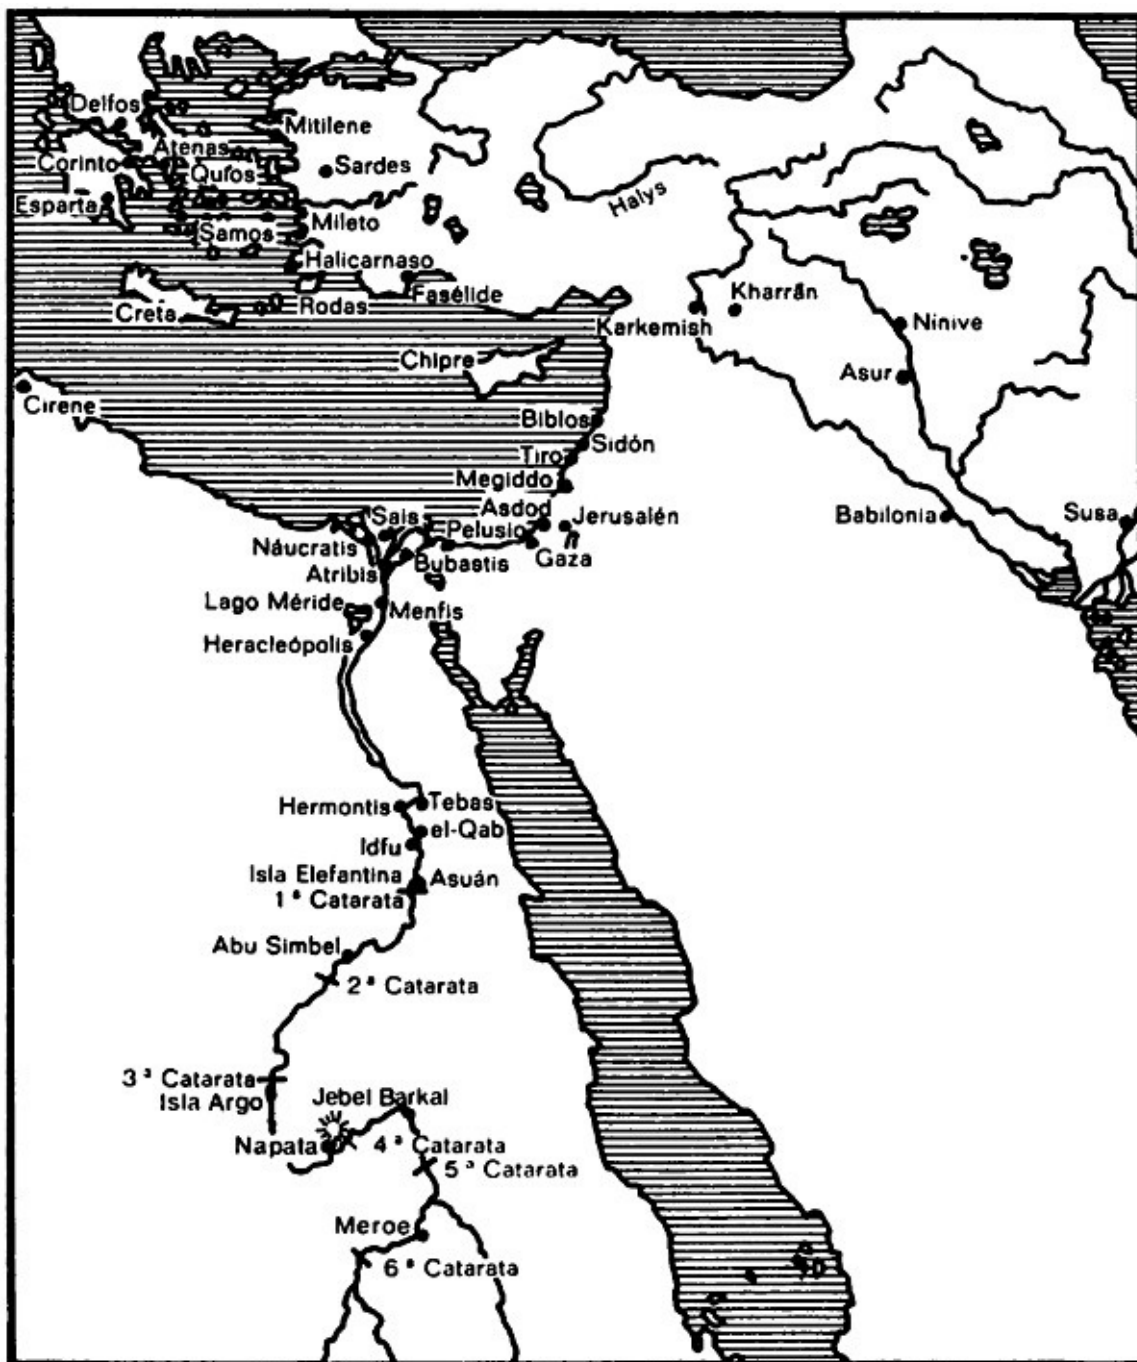 Delfos
Mitilene
Atenas
Corinto
Quíos
Sardes
Halys
Esparta
Samos
Mileto
Halicarnaso
Creta
Rodas
Fasélide
Kharrān
Karkemish
Nínive
Chipre
Asur
Cirene
Biblos
Sidón
Tiro
Megiddo
Asdod
Jerusalén
Babilonia
Susa
Sais
Pelusio
Náucratis
Bubastis
Gaza
Atribis
Lago Méride
Menfis
Heracleópolis
Hermontis
Tebas
el-Qab
Idfu
Isla Elefantina
Asuán
1ª Catarata
Abu Simbel
2ª Catarata
3ª Catarata
Isla Argo
Jebel Barkal
Napata
4ª Catarata
5ª Catarata
Meroe
6ª Catarata